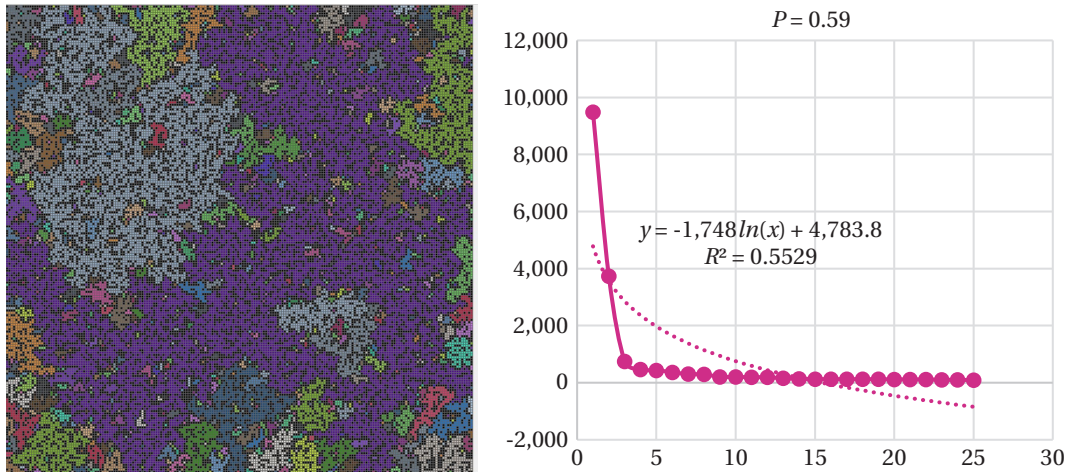 P = 0.59
12,000
10,000
8,000
6,000
y = -1,748ln(x) + 4,783.8
R² = 0.5529
4,000
2,000
0
-2,000
0 5 10 15 20 25 30